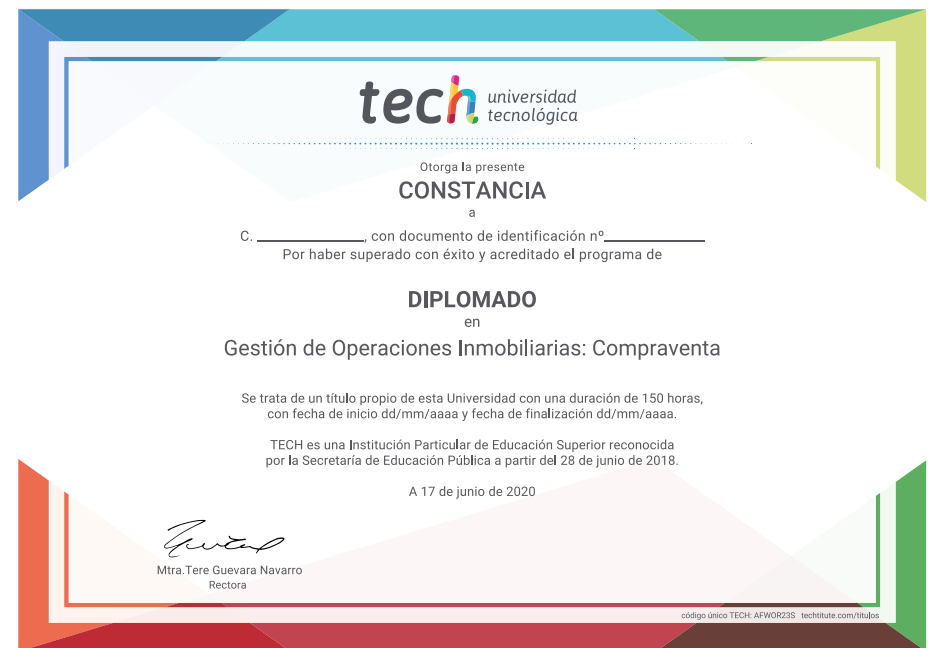 tech universidad
tecnológica
Otorga la presente
CONSTANCIA
a
C. ______________, con documento de identificación nº_____________
Por haber superado con éxito y acreditado el programa de
DIPLOMADO
en
Gestión de Operaciones Inmobiliarias: Compraventa
Se trata de un título propio de esta Universidad con una duración de 150 horas,
con fecha de inicio dd/mm/aaaa y fecha de finalización dd/mm/aaaa.
TECH es una Institución Particular de Educación Superior reconocida
por la Secretaría de Educación Pública a partir del 28 de junio de 2018.
A 17 de junio de 2020
Mtra.Tere Guevara Navarro
Rectora
código único TECH: AFWOR23S techtitute.com/títulos